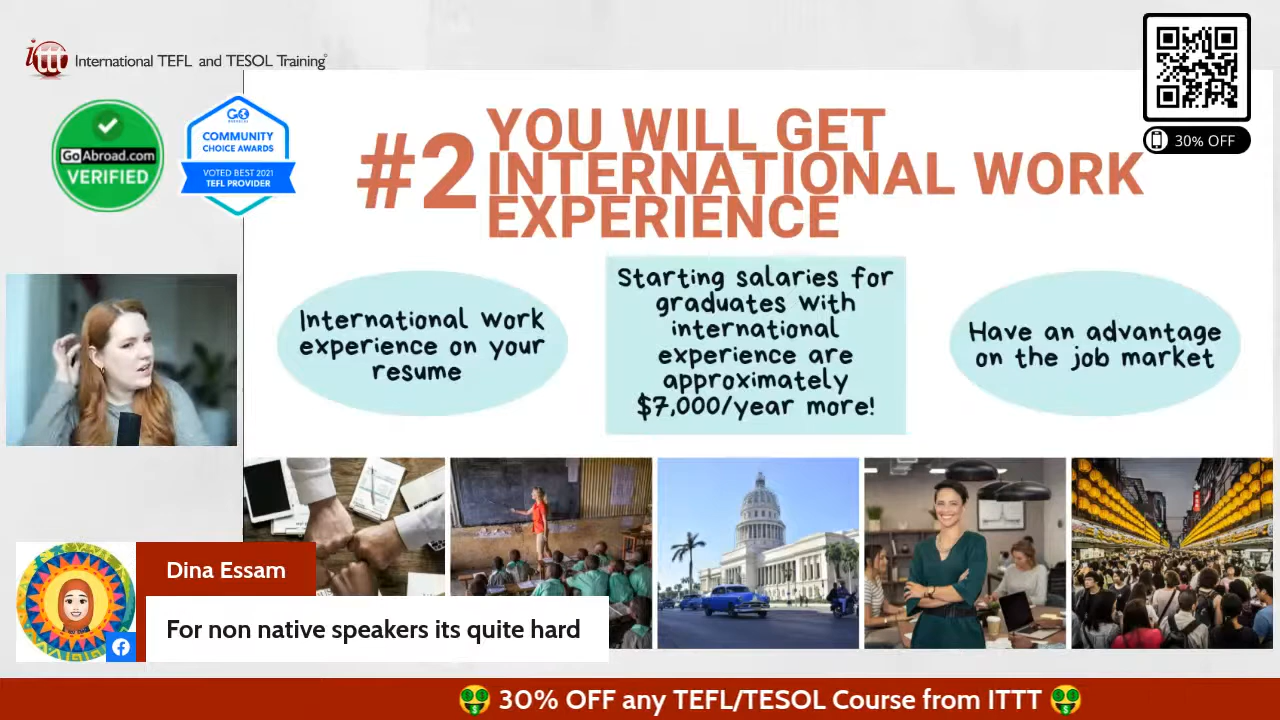 ittt International TEFL and TESOL Training
GoAbroad.com
VERIFIED
GO
OVERSEAS
COMMUNITY
CHOICE AWARDS
VOTED BEST 2021
TEFL PROVIDER
30% OFF
#2 YOU WILL GET
INTERNATIONAL WORK
EXPERIENCE
International work
experience on your
resume
Starting salaries for
graduates with
international
experience are
approximately
$7,000/year more!
Have an advantage
on the job market
Dina Essam
For non native speakers its quite hard
🤑 30% OFF any TEFL/TESOL Course from ITTT 🤑